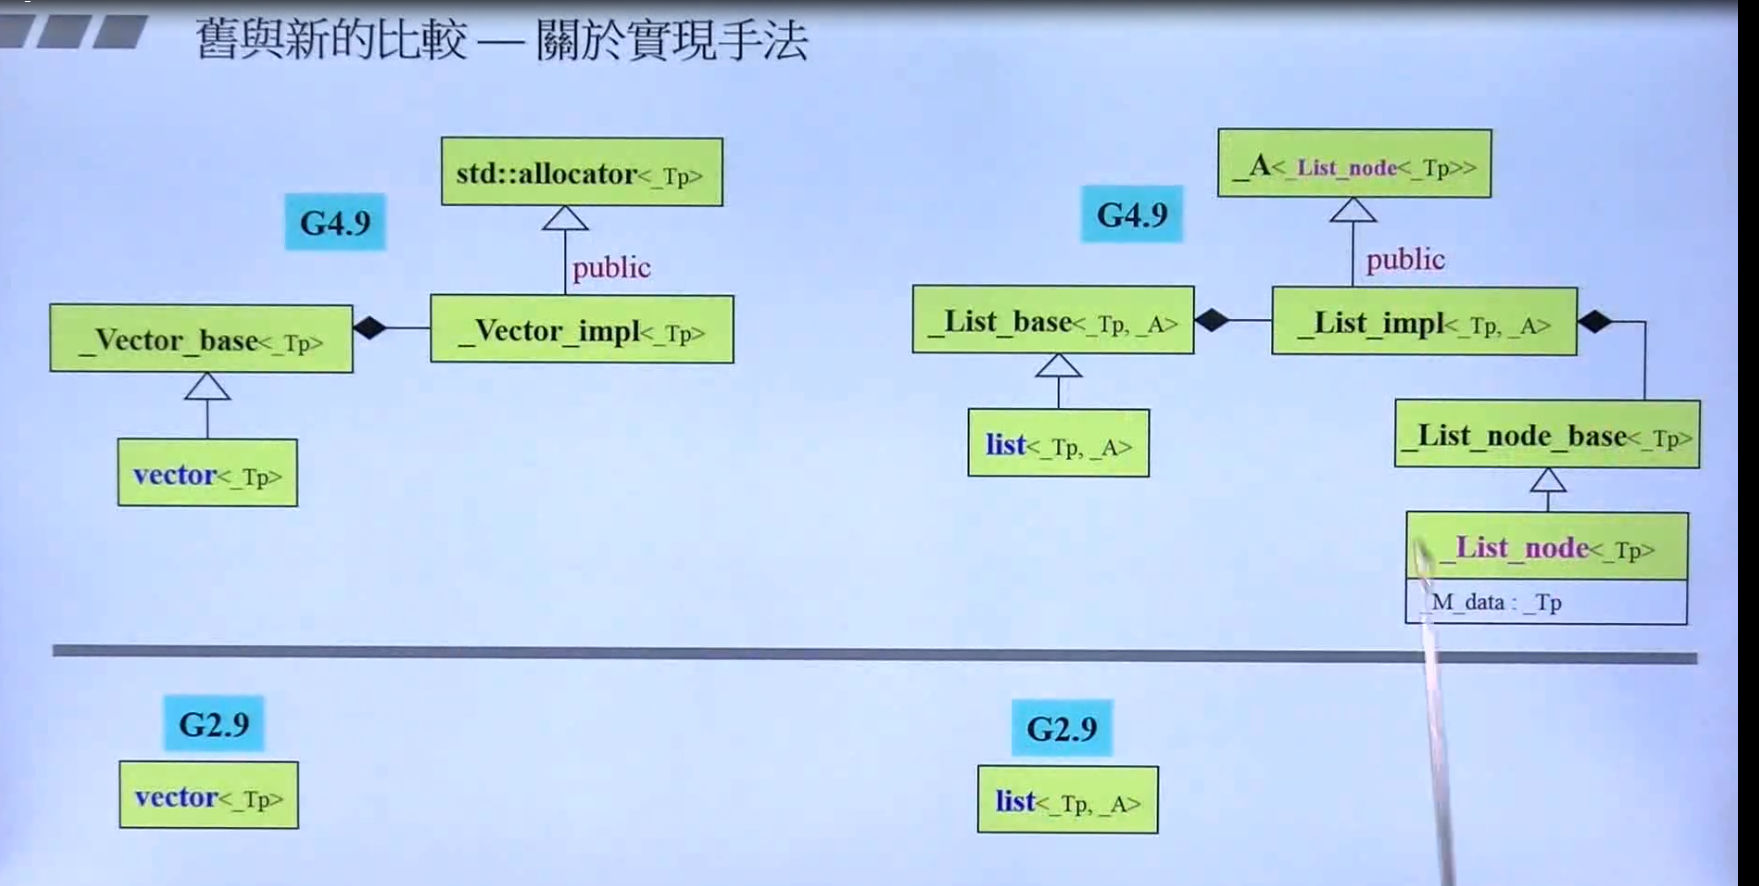 舊與新的比較 — 關於實現手法
std::allocator<_Tp>
_A<_List_node<_Tp>>
G4.9
G4.9
public
public
_Vector_base<_Tp>
_Vector_impl<_Tp>
_List_base<_Tp, _A>
_List_impl<_Tp, _A>
vector<_Tp>
list<_Tp, _A>
_List_node_base<_Tp>
_List_node<_Tp>
_M_data : _Tp
G2.9
G2.9
vector<_Tp>
list<_Tp, _A>